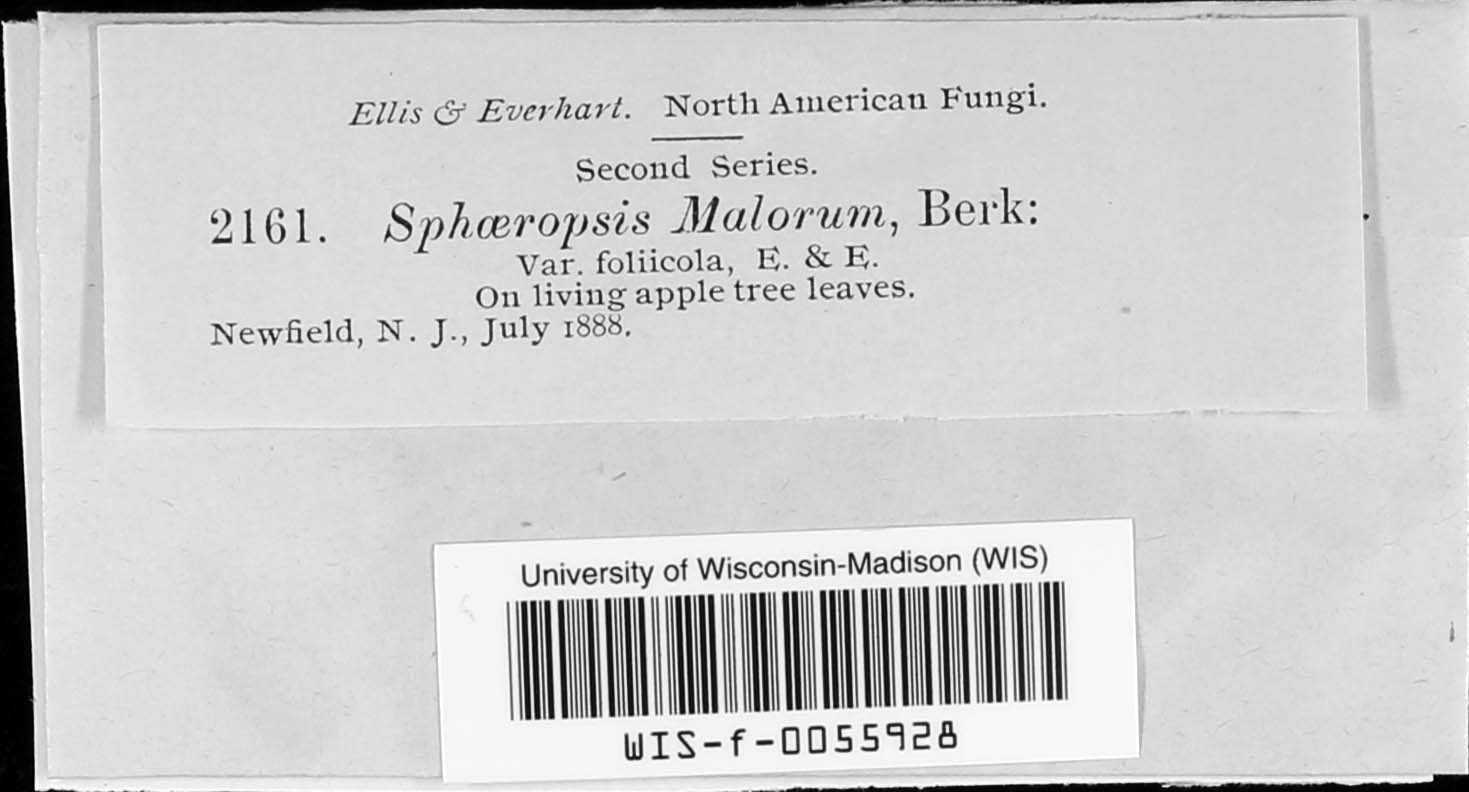 Ellis & Everhart. North American Fungi.
Second Series.
2161. Sphæropsis Malorum, Berk:
Var. foliicola, E. & E.
On living apple tree leaves.
Newfield, N. J., July 1888.
University of Wisconsin-Madison (WIS)
WIS-f-0055928